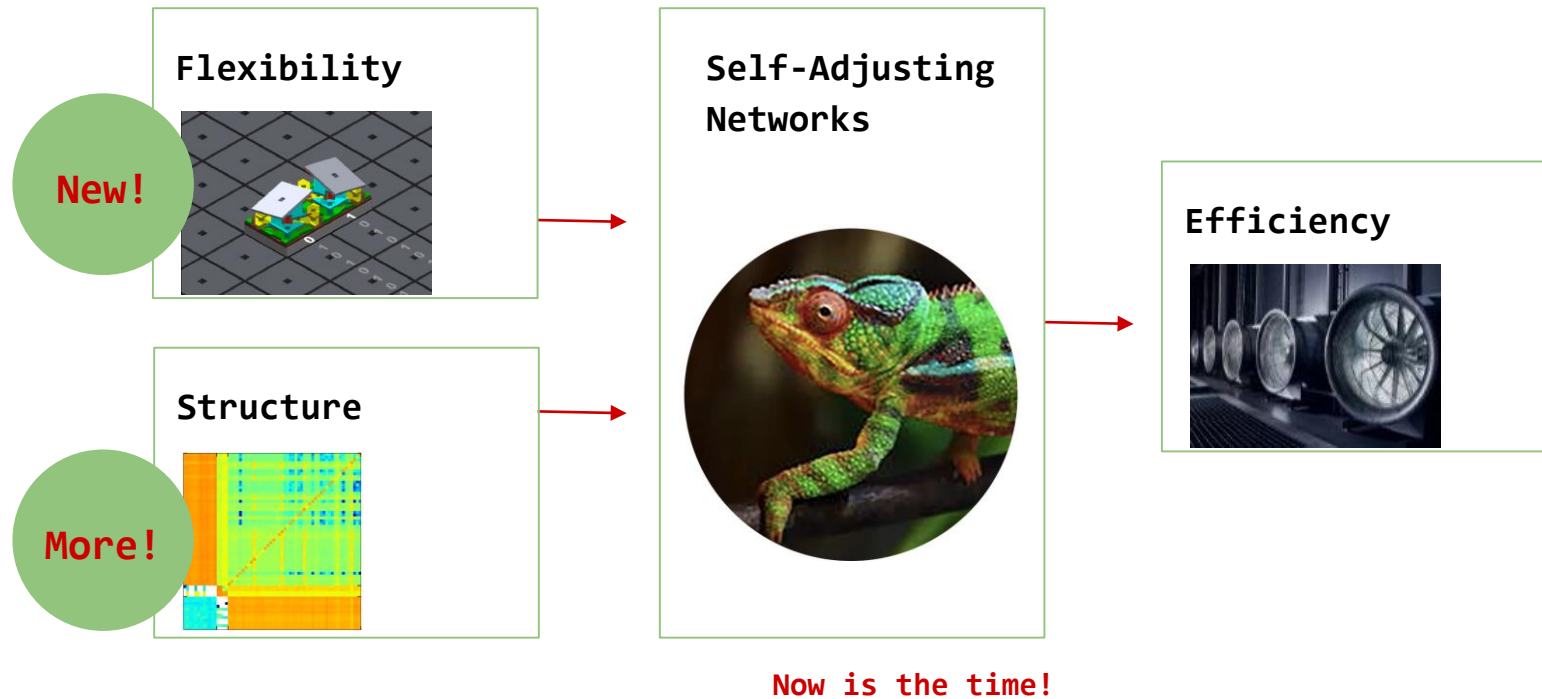 Flexibility
New!
Structure
More!
Self-Adjusting
Networks
Efficiency
Now is the time!